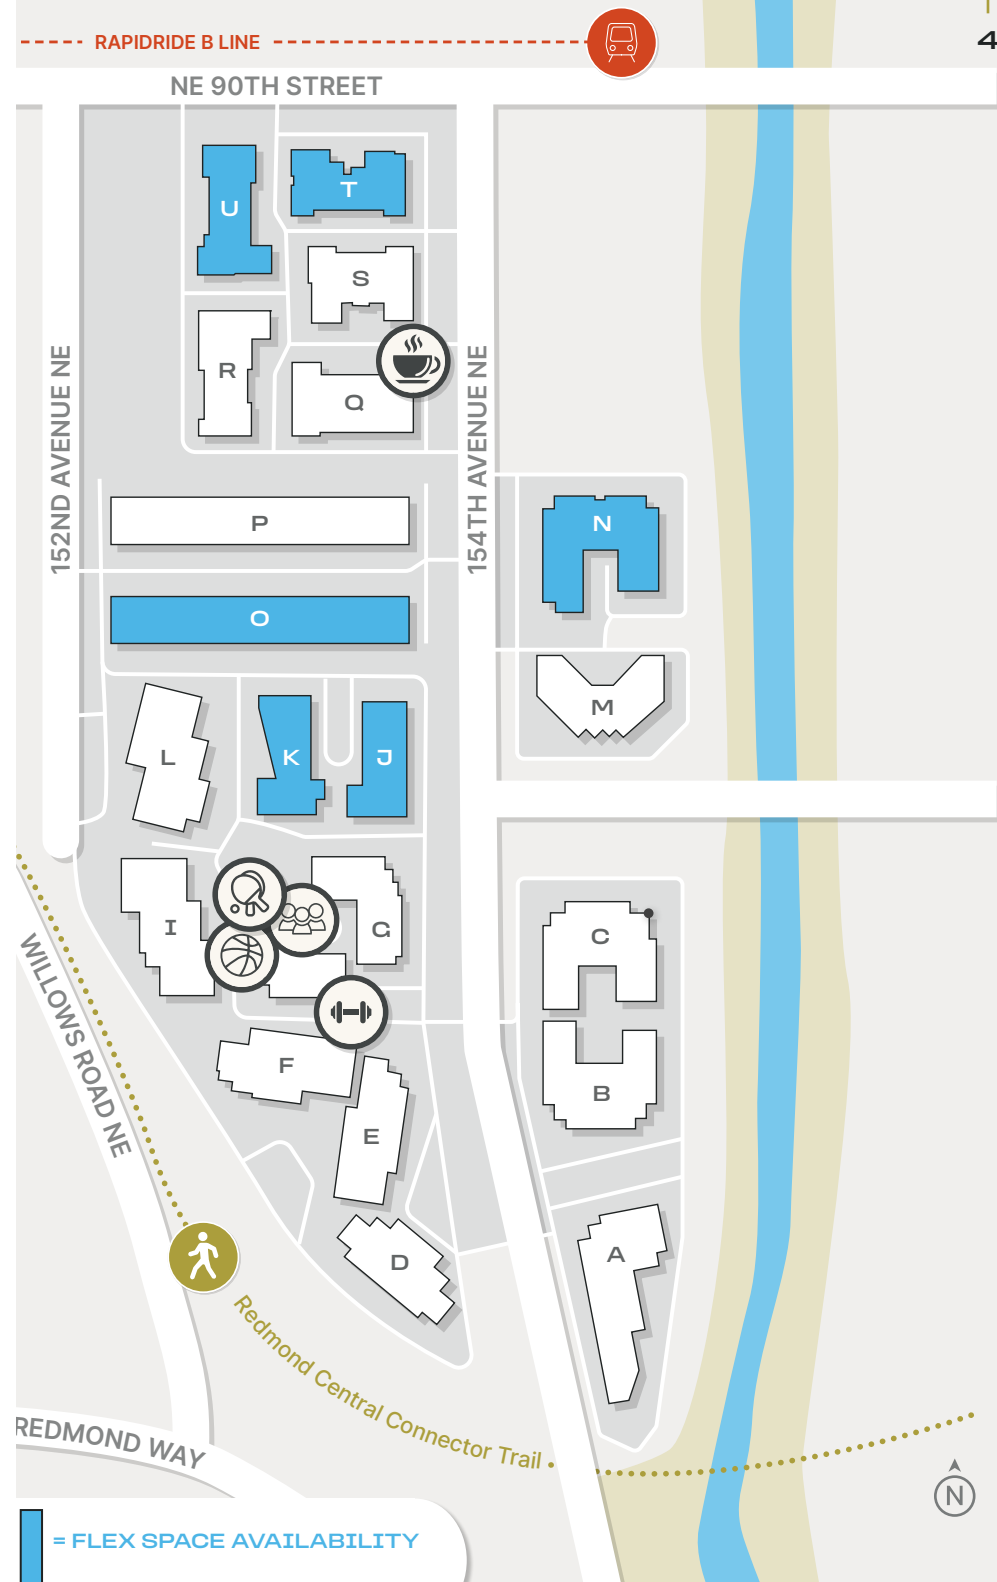 RAPIDRIDE B LINE
4
NE 90TH STREET
U
T
S
R
Q
152ND AVENUE NE
154TH AVENUE NE
P
N
O
M
L
K
J
I
G
C
WILLOWS ROAD NE
F
B
E
A
D
Redmond Central Connector Trail
REDMOND WAY
N
= FLEX SPACE AVAILABILITY